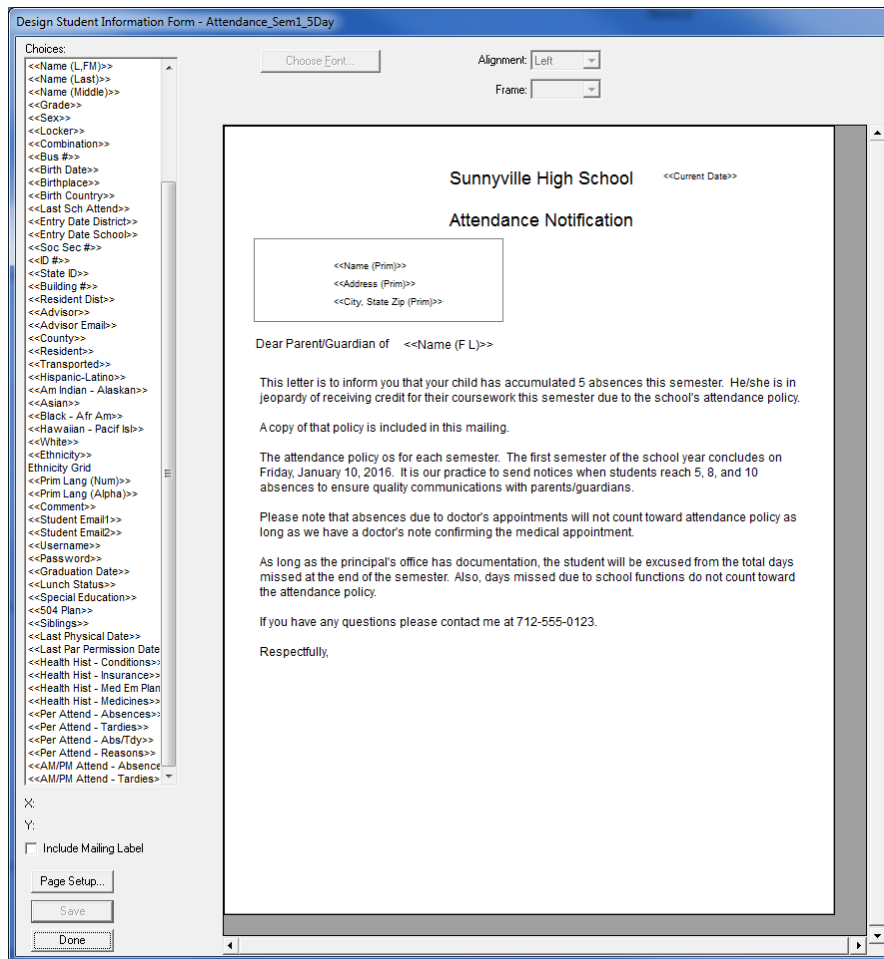 Design Student Information Form - Attendance_Sem1_5Day
Choices:
<<Name (L,FM)>>
<<Name (Last)>>
<<Name (Middle)>>
<<Grade>>
<<Sex>>
<<Locker>>
<<Combination>>
<<Bus #>>
<<Birth Date>>
<<Birthplace>>
<<Birth Country>>
<<Last Sch Attend>>
<<Entry Date District>>
<<Entry Date School>>
<<Soc Sec #>>
<<ID #>>
<<State ID>>
<<Building #>>
<<Resident Dist>>
<<Advisor>>
<<Advisor Email>>
<<County>>
<<Resident>>
<<Transported>>
<<Hispanic-Latino>>
<<Am Indian - Alaskan>>
<<Asian>>
<<Black - Afr Am>>
<<Hawaiian - Pacif Isl>>
<<White>>
<<Ethnicity>>
Ethnicity Grid
<<Prim Lang (Num)>>
<<Prim Lang (Alpha)>>
<<Comment>>
<<Student Email1>>
<<Student Email2>>
<<Username>>
<<Password>>
<<Graduation Date>>
<<Lunch Status>>
<<Special Education>>
<<504 Plan>>
<<Siblings>>
<<Last Physical Date>>
<<Last Par Permission Date
<<Health Hist - Conditions>>
<<Health Hist - Insurance>>
<<Health Hist - Med Em Plan
<<Health Hist - Medicines>>
<<Per Attend - Absences>>
<<Per Attend - Tardies>>
<<Per Attend - Abs/Tdy>>
<<Per Attend - Reasons>>
<<AM/PM Attend - Absence
<<AM/PM Attend - Tardies>
X:
Y:
Include Mailing Label
Page Setup...
Save
Done
Choose Font...
Alignment: Left
Frame:
Sunnyville High School <<Current Date>>
Attendance Notification
<<Name (Prim)>>
<<Address (Prim)>>
<<City, State Zip (Prim)>>
Dear Parent/Guardian of <<Name (F L)>>
This letter is to inform you that your child has accumulated 5 absences this semester. He/she is in
jeopardy of receiving credit for their coursework this semester due to the school's attendance policy.
A copy of that policy is included in this mailing.
The attendance policy os for each semester. The first semester of the school year concludes on
Friday, January 10, 2016. It is our practice to send notices when students reach 5, 8, and 10
absences to ensure quality communications with parents/guardians.
Please note that absences due to doctor's appointments will not count toward attendance policy as
long as we have a doctor's note confirming the medical appointment.
As long as the principal's office has documentation, the student will be excused from the total days
missed at the end of the semester. Also, days missed due to school functions do not count toward
the attendance policy.
If you have any questions please contact me at 712-555-0123.
Respectfully,